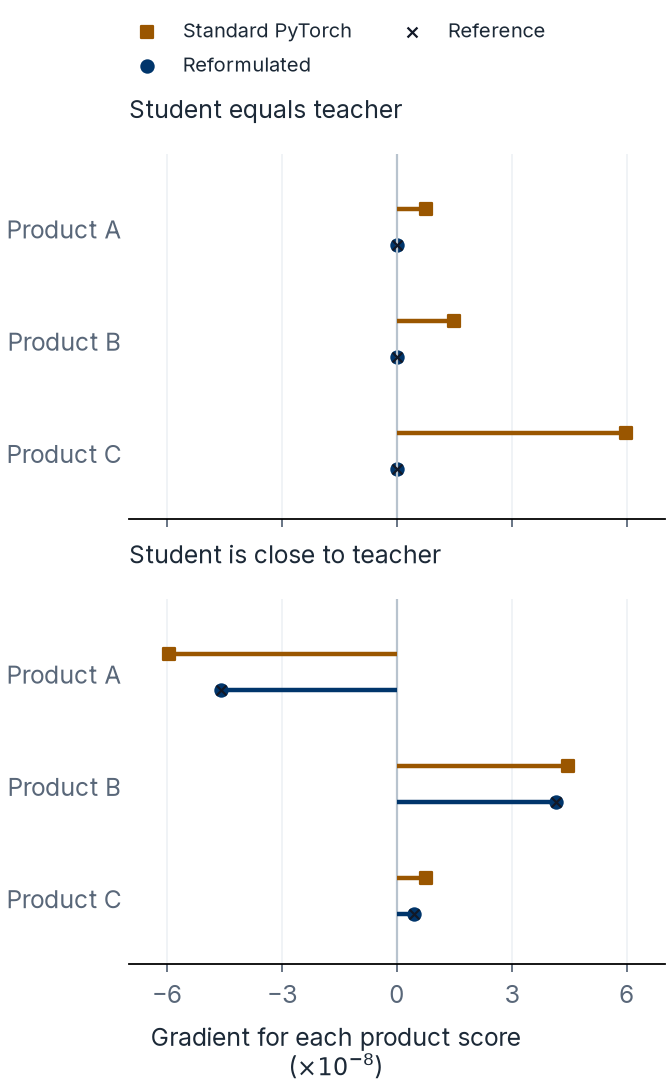 Standard PyTorch
Reference
Reformulated
Student equals teacher
Product A
Product B
Product C
Student is close to teacher
Product A
Product B
Product C
−6 −3 0 3 6
Gradient for each product score
(×10⁻⁸)